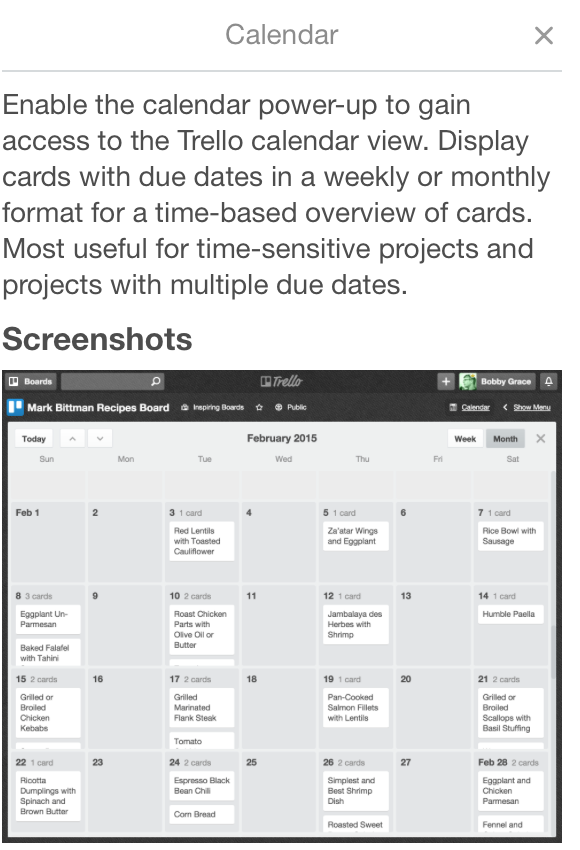 Calendar
Enable the calendar power-up to gain
access to the Trello calendar view. Display
cards with due dates in a weekly or monthly
format for a time-based overview of cards.
Most useful for time-sensitive projects and
projects with multiple due dates.
Screenshots
Boards Trello + Bobby Grace
Mark Bittman Recipes Board Inspiring Boards Public Calendar Show Menu
Today February 2015 Week Month
Sun Mon Tue Wed Thu Fri Sat
Feb 1 2 3 1 card 4 5 1 card 6 7 1 card
Red Lentils Za'atar Wings Rice Bowl with
with Toasted and Eggplant Sausage
Cauliflower
8 3 cards 9 10 2 cards 11 12 1 card 13 14 1 card
Eggplant Un- Roast Chicken Jambalaya des Humble Paella
Parmesan Parts with Herbes with
Olive Oil or Shrimp
Baked Falafel Butter
with Tahini
15 2 cards 16 17 2 cards 18 19 1 card 20 21 2 cards
Grilled or Grilled Pan-Cooked Grilled or
Broiled Marinated Salmon Fillets Broiled
Chicken Flank Steak with Lentils Scallops with
Kebabs Basil Stuffing
Tomato
22 1 card 23 24 2 cards 25 26 2 cards 27 Feb 28 2 cards
Ricotta Espresso Black Simplest and Eggplant and
Dumplings with Bean Chili Best Shrimp Chicken
Spinach and Dish Parmesan
Brown Butter Corn Bread
Roasted Sweet Fennel and